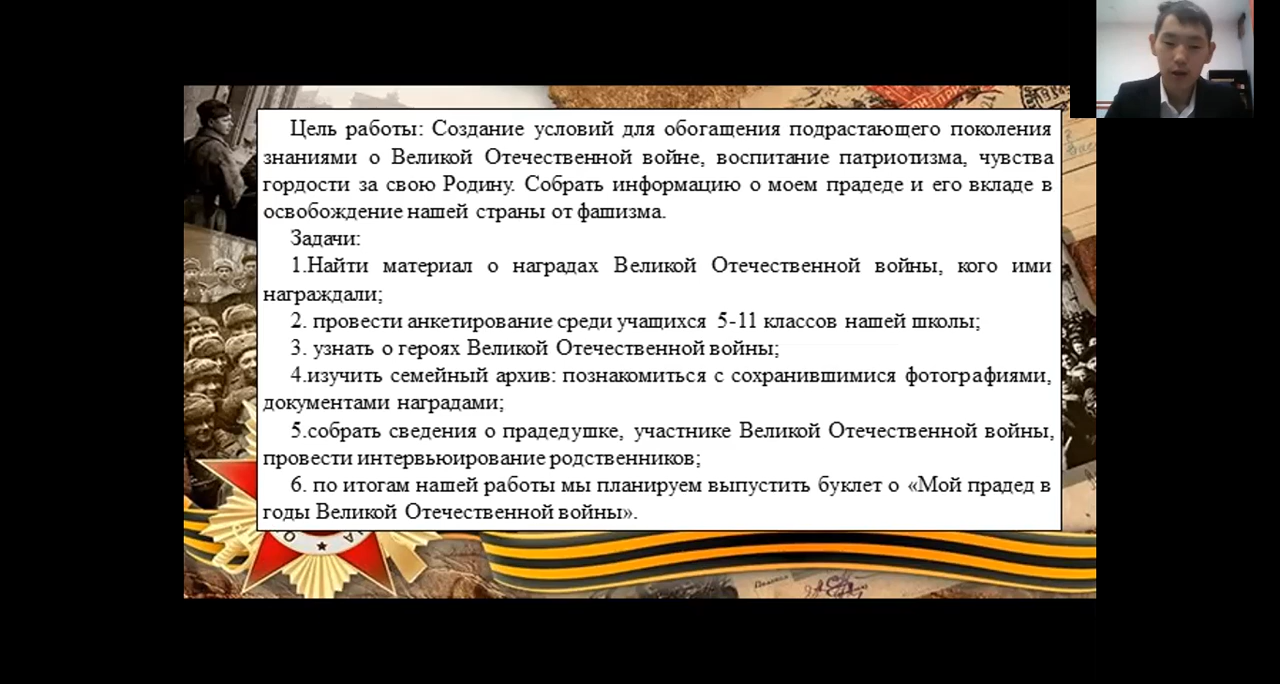 Цель работы: Создание условий для обогащения подрастающего поколения
знаниями о Великой Отечественной войне, воспитание патриотизма, чувства
гордости за свою Родину. Собрать информацию о моем прадеде и его вкладе в
освобождение нашей страны от фашизма.
Задачи:
1.Найти материал о наградах Великой Отечественной войны, кого ими
награждали;
2. провести анкетирование среди учащихся 5-11 классов нашей школы;
3. узнать о героях Великой Отечественной войны;
4.изучить семейный архив: познакомиться с сохранившимися фотографиями,
документами наградами;
5.собрать сведения о прадедушке, участнике Великой Отечественной войны,
провести интервьюирование родственников;
6. по итогам нашей работы мы планируем выпустить буклет о «Мой прадед в
годы Великой Отечественной войны».